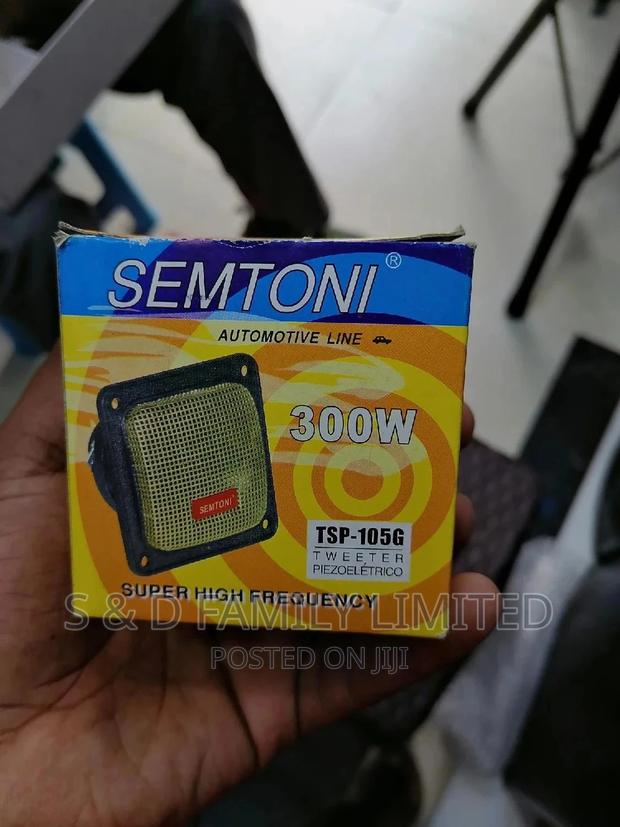 SEMTONI®
AUTOMOTIVE LINE
300W
SEMTONI
TSP-105G
TWEETER
PIEZOELÉTRICO
SUPER HIGH FREQUENCY
S & D FAMILY LIMITED
POSTED ON JIJI